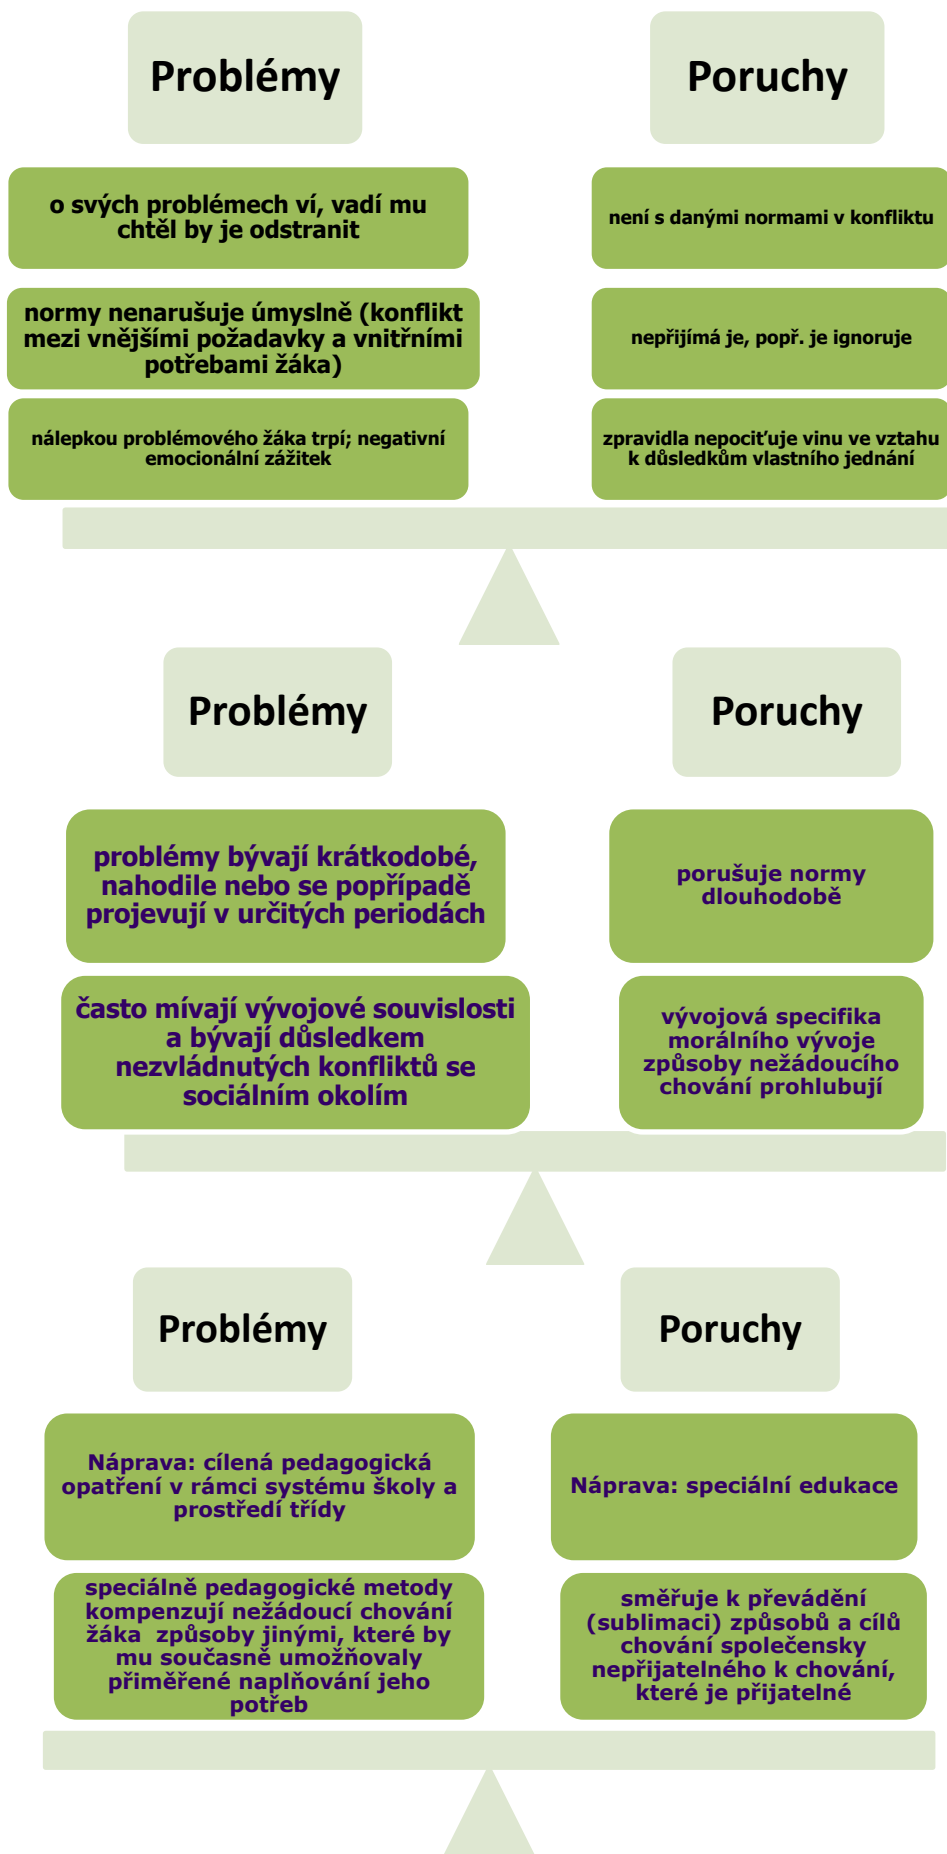 Problémy
Poruchy
o svých problémech ví, vadí mu
chtěl by je odstranit
není s danými normami v konfliktu
normy nenarušuje úmyslně (konflikt
mezi vnějšími požadavky a vnitřními
potřebami žáka)
nepřijímá je, popř. je ignoruje
nálepkou problémového žáka trpí; negativní
emocionální zážitek
zpravidla nepociťuje vinu ve vztahu
k důsledkům vlastního jednání
Problémy
Poruchy
problémy bývají krátkodobé,
nahodile nebo se popřípadě
projevují v určitých periodách
porušuje normy
dlouhodobě
často mívají vývojové souvislosti
a bývají důsledkem
nezvládnutých konfliktů se
sociálním okolím
vývojová specifika
morálního vývoje
způsoby nežádoucího
chování prohlubují
Problémy
Poruchy
Náprava: cílená pedagogická
opatření v rámci systému školy a
prostředí třídy
Náprava: speciální edukace
speciálně pedagogické metody
kompenzují nežádoucí chování
žáka způsoby jinými, které by
mu současně umožňovaly
přiměřené naplňování jeho
potřeb
směřuje k převádění
(sublimaci) způsobů a cílů
chování společensky
nepřijatelného k chování,
které je přijatelné